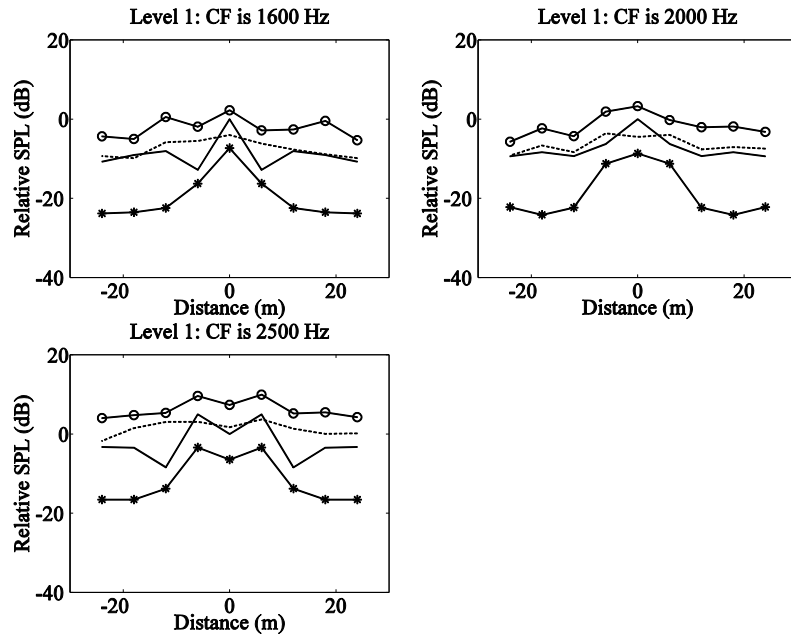 Level 1: CF is 1600 Hz
20
0
-20
-40
Relative SPL (dB)
-20 0 20
Distance (m)
Level 1: CF is 2000 Hz
20
0
-20
-40
Relative SPL (dB)
-20 0 20
Distance (m)
Level 1: CF is 2500 Hz
20
0
-20
-40
Relative SPL (dB)
-20 0 20
Distance (m)